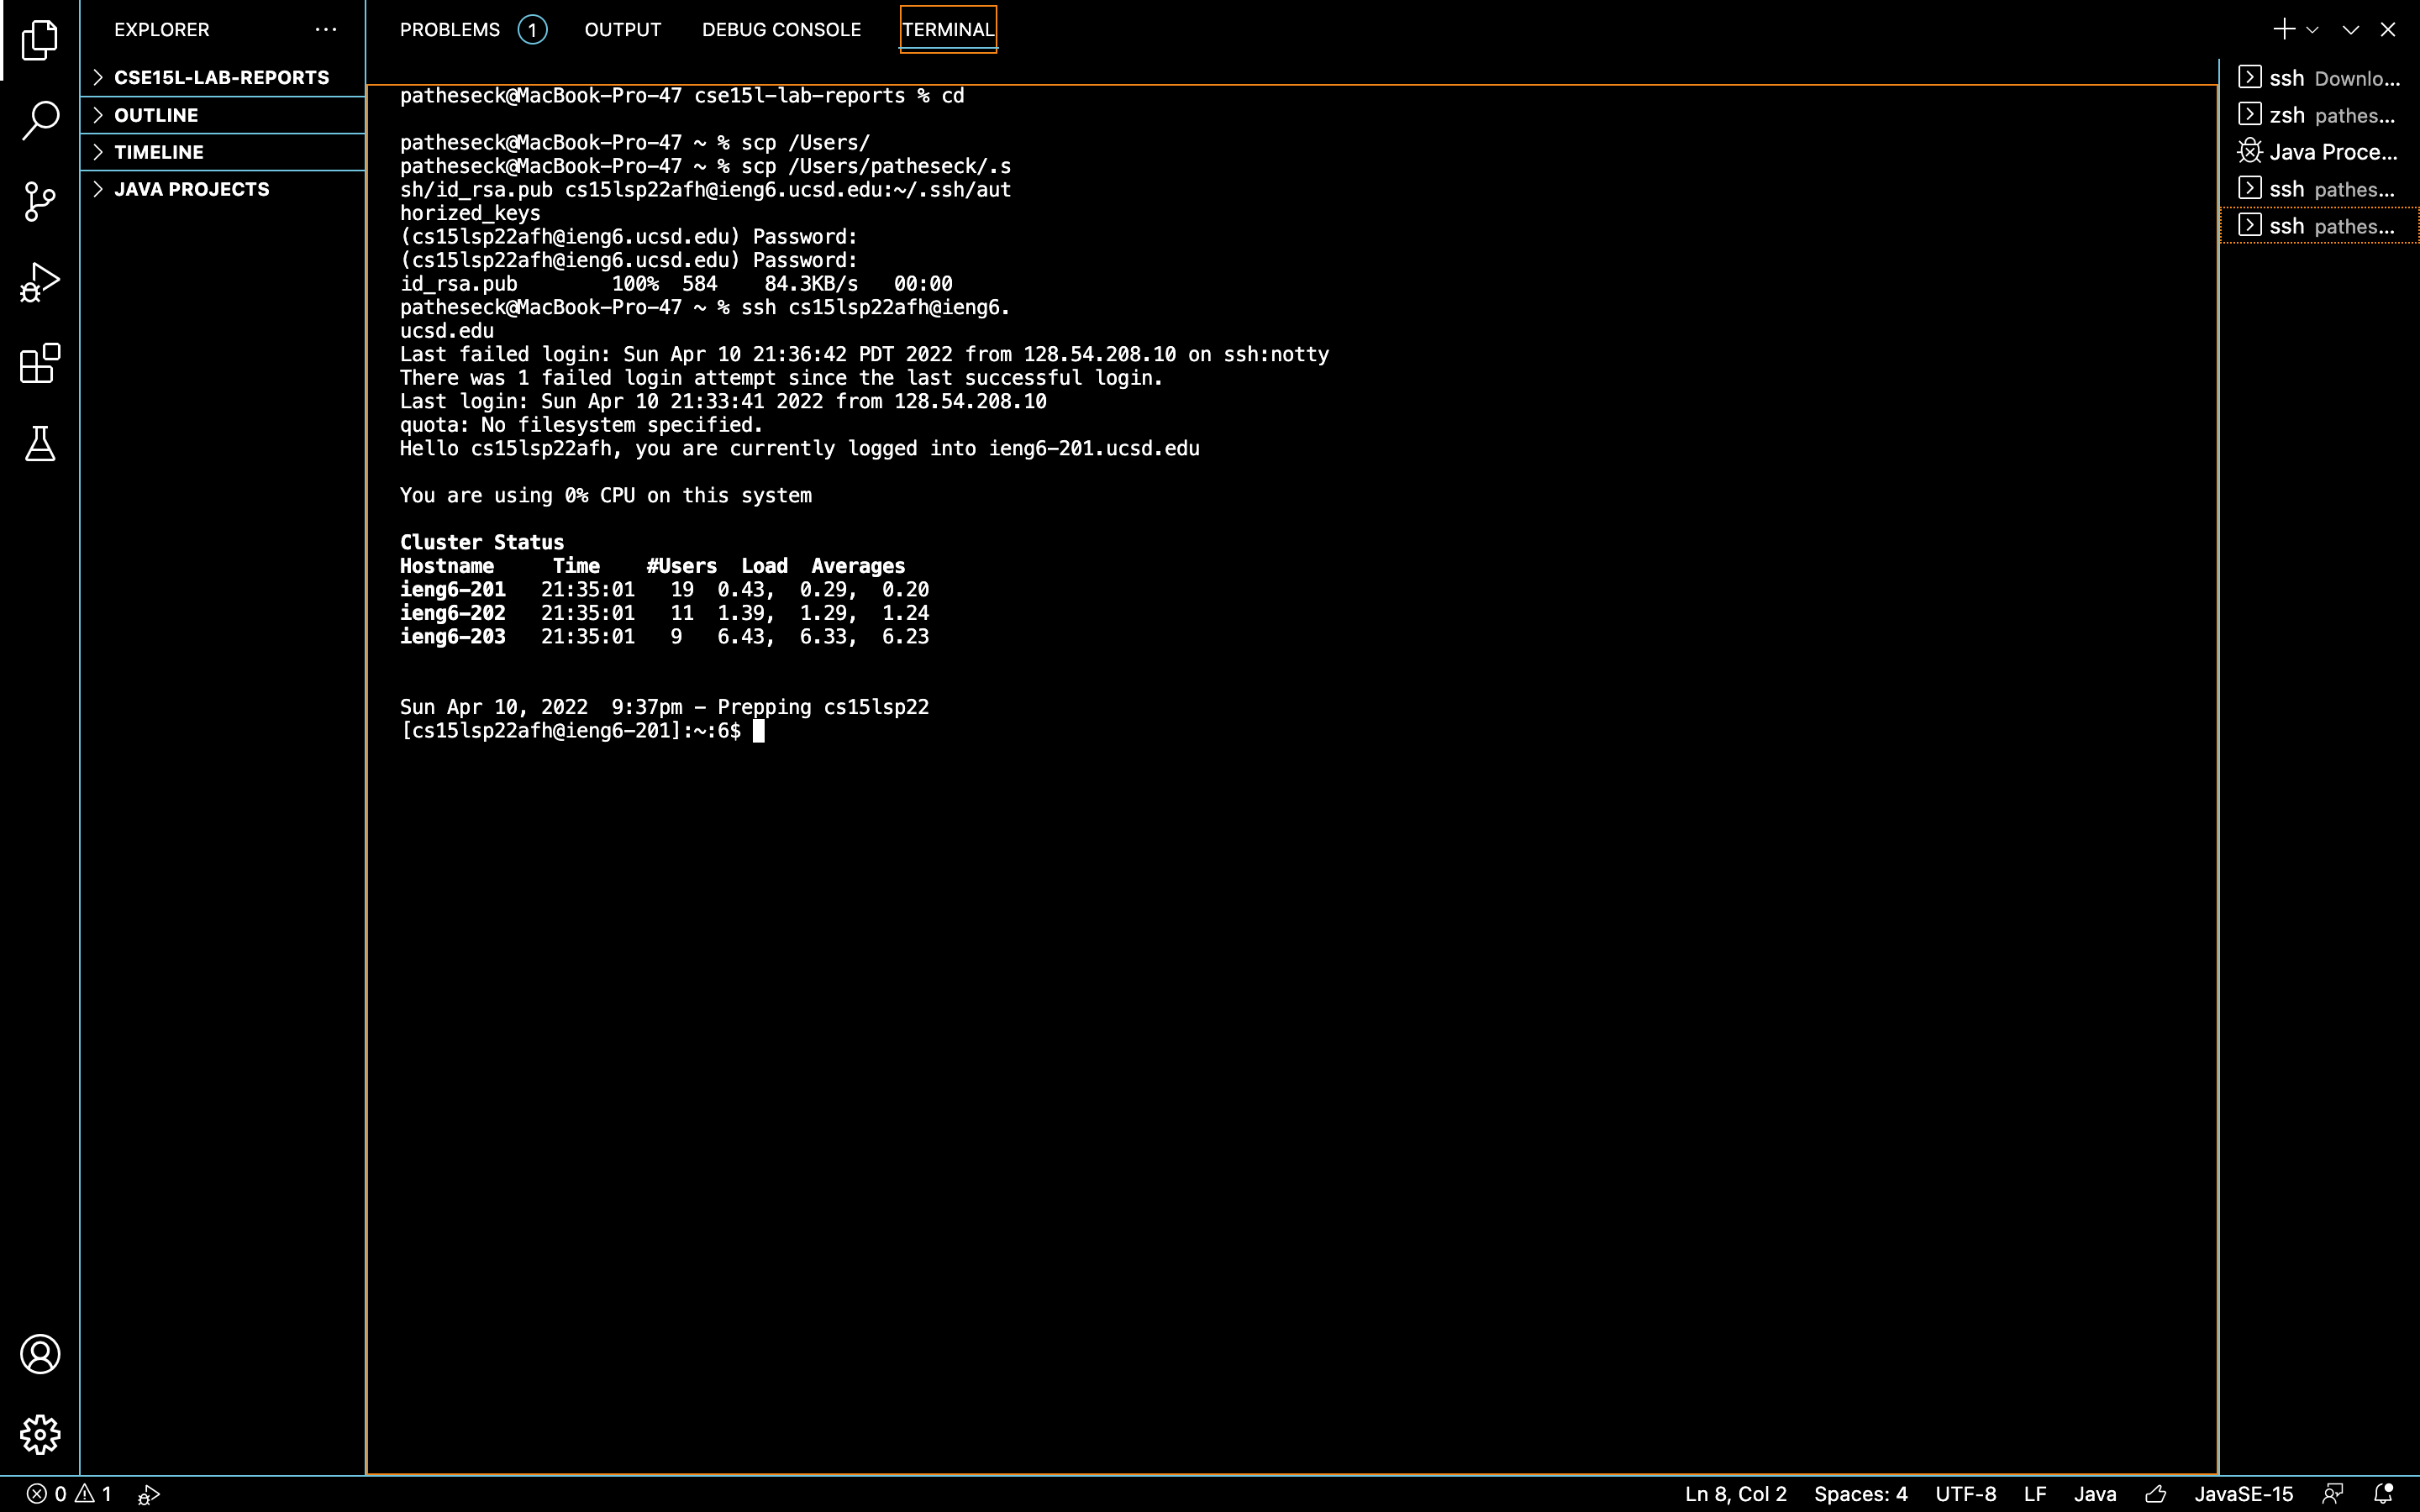 EXPLORER
CSE15L-LAB-REPORTS
OUTLINE
TIMELINE
JAVA PROJECTS
PROBLEMS 1 OUTPUT DEBUG CONSOLE TERMINAL
patheseck@MacBook-Pro-47 cse15l-lab-reports % cd
patheseck@MacBook-Pro-47 ~ % scp /Users/
patheseck@MacBook-Pro-47 ~ % scp /Users/patheseck/.s
sh/id_rsa.pub cs15lsp22afh@ieng6.ucsd.edu:~/.ssh/aut
horized_keys
(cs15lsp22afh@ieng6.ucsd.edu) Password:
(cs15lsp22afh@ieng6.ucsd.edu) Password:
id_rsa.pub 100% 584 84.3KB/s 00:00
patheseck@MacBook-Pro-47 ~ % ssh cs15lsp22afh@ieng6.
ucsd.edu
Last failed login: Sun Apr 10 21:36:42 PDT 2022 from 128.54.208.10 on ssh:notty
There was 1 failed login attempt since the last successful login.
Last login: Sun Apr 10 21:33:41 2022 from 128.54.208.10
quota: No filesystem specified.
Hello cs15lsp22afh, you are currently logged into ieng6-201.ucsd.edu
You are using 0% CPU on this system
Cluster Status
Hostname Time #Users Load Averages
ieng6-201 21:35:01 19 0.43, 0.29, 0.20
ieng6-202 21:35:01 11 1.39, 1.29, 1.24
ieng6-203 21:35:01 9 6.43, 6.33, 6.23
Sun Apr 10, 2022 9:37pm - Prepping cs15lsp22
[cs15lsp22afh@ieng6-201]:~:6$
ssh Downlo...
zsh pathes...
Java Proce...
ssh pathes...
ssh pathes...
0 1
Ln 8, Col 2 Spaces: 4 UTF-8 LF Java JavaSE-15